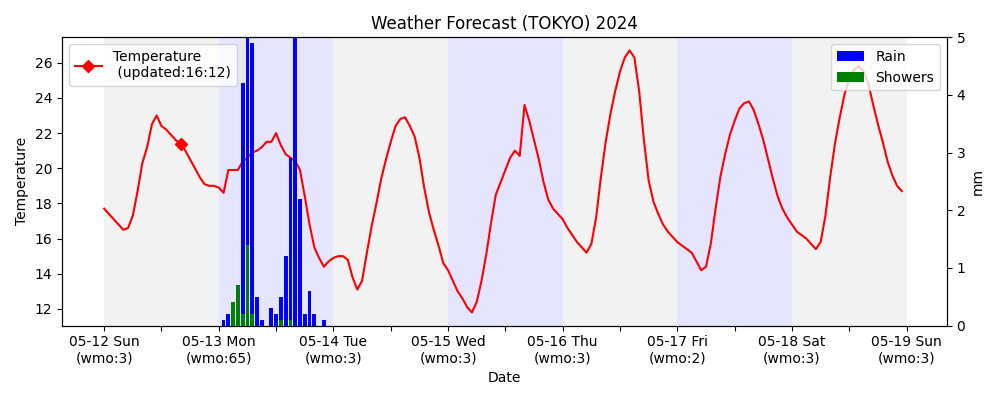 Weather Forecast (TOKYO) 2024
Temperature
(updated:16:12)
Rain
Showers
Temperature
26
24
22
20
18
16
14
12
5
4
3
2
1
0
mm
05-12 Sun
(wmo:3)
05-13 Mon
(wmo:65)
05-14 Tue
(wmo:3)
05-15 Wed
(wmo:3)
05-16 Thu
(wmo:3)
05-17 Fri
(wmo:2)
05-18 Sat
(wmo:3)
05-19 Sun
(wmo:3)
Date